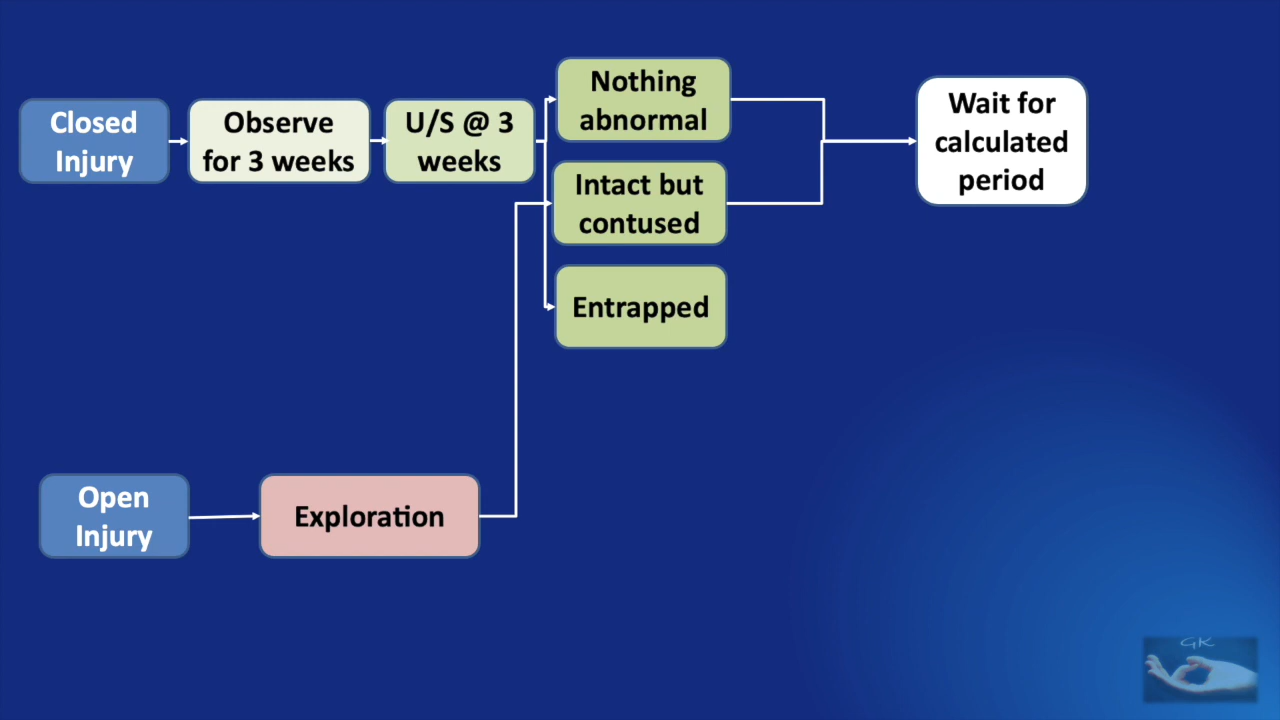 Closed
Injury
Observe
for 3 weeks
U/S @ 3
weeks
Nothing
abnormal
Intact but
contused
Entrapped
Wait for
calculated
period
Open
Injury
Exploration
GK